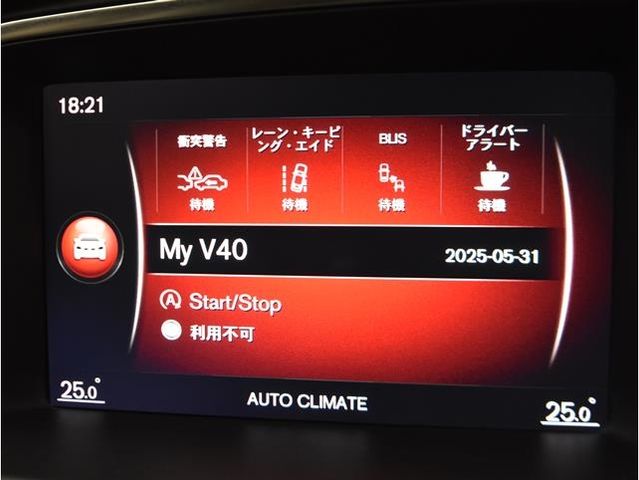 18:21
衝突警告
レーン・キーピ
ング・エイド
BLIS
ドライバー
アラート
待機
待機
待機
待機
My V40
2025-05-31
Start/Stop
利用不可
25.0°
AUTO CLIMATE
25.0°